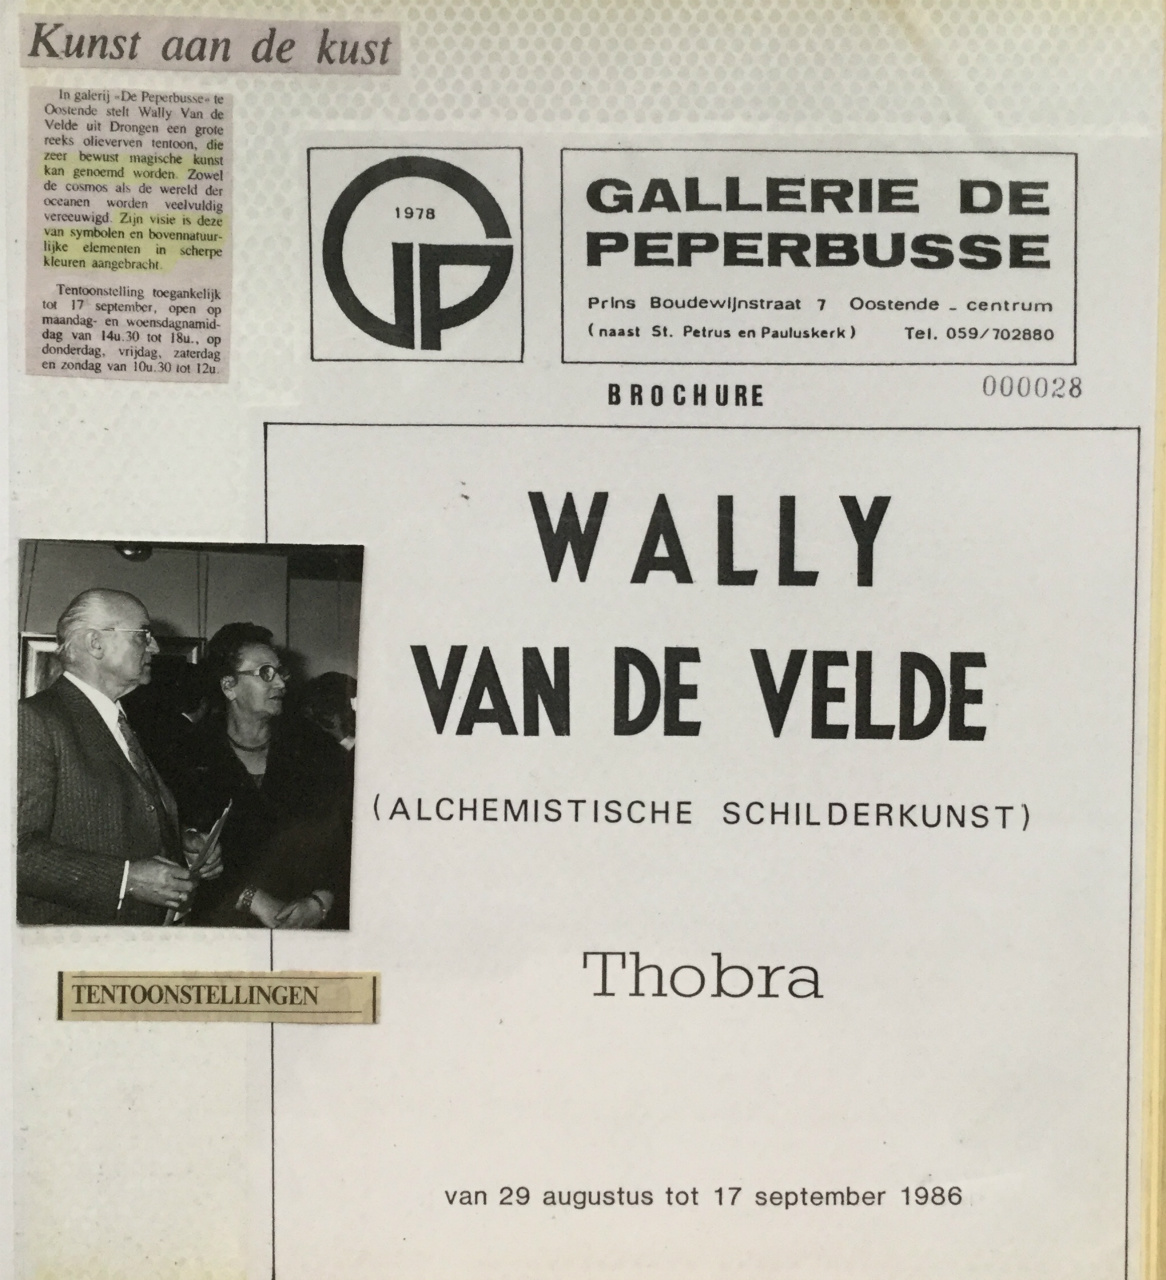 Kunst aan de kust
In galerij «De Peperbusse» te
Oostende stelt Wally Van de
Velde uit Drongen een grote
reeks olieverven tentoon, die
zeer bewust magische kunst
kan genoemd worden. Zowel
de cosmos als de wereld der
oceanen worden veelvuldig
vereeuwigd. Zijn visie is deze
van symbolen en bovennatuur-
lijke elementen in scherpe
kleuren aangebracht.
Tentoonstelling toegankelijk
tot 17 september, open op
maandag- en woensdagnamid-
dag van 14u.30 tot 18u., op
donderdag, vrijdag, zaterdag
en zondag van 10u.30 tot 12u.
1978
GP
GALLERIE DE
PEPERBUSSE
Prins Boudewijnstraat 7 Oostende - centrum
(naast St. Petrus en Pauluskerk) Tel. 059/702880
BROCHURE
000028
WALLY
VAN DE VELDE
(ALCHEMISTISCHE SCHILDERKUNST)
Thobra
TENTOONSTELLINGEN
van 29 augustus tot 17 september 1986